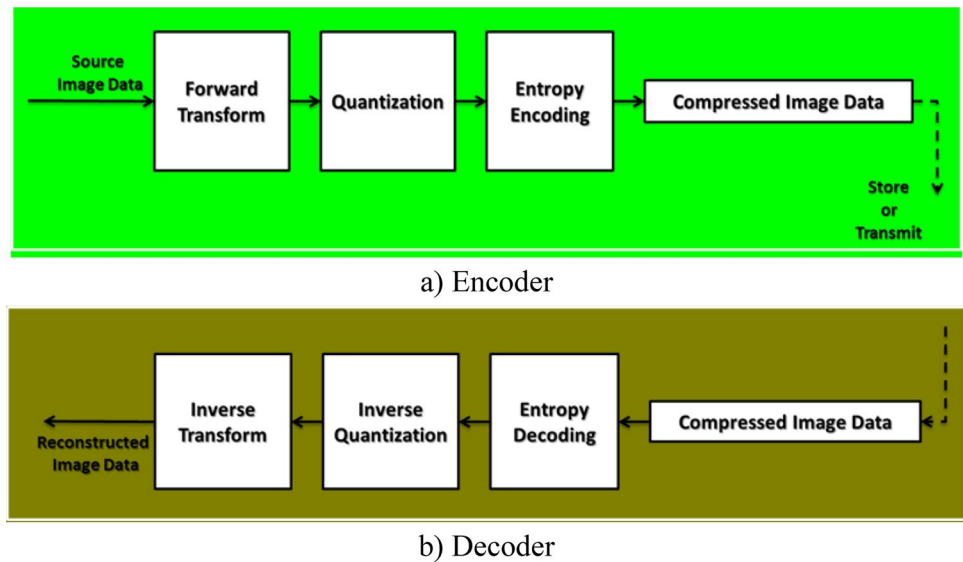 Source
Image Data
Forward
Transform
Quantization
Entropy
Encoding
Compressed Image Data
Store
or
Transmit
a) Encoder
Inverse
Transform
Inverse
Quantization
Entropy
Decoding
Compressed Image Data
Reconstructed
Image Data
b) Decoder